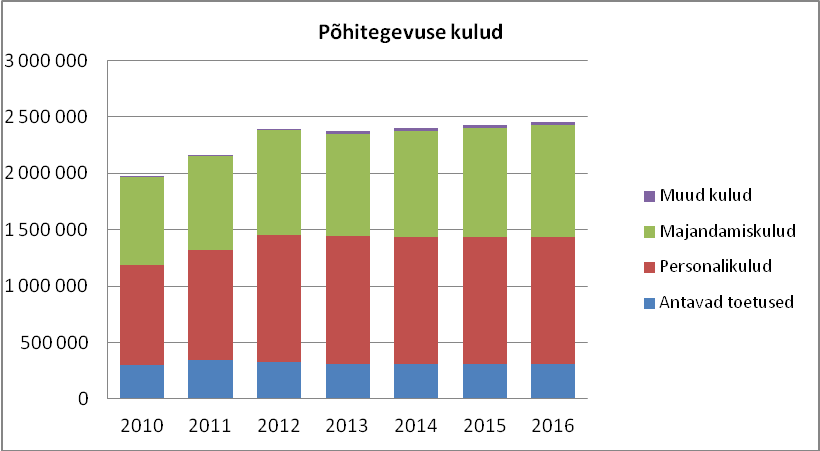 Põhitegevuse kulud
3 000 000
2 500 000
2 000 000
1 500 000
1 000 000
500 000
0
2010 2011 2012 2013 2014 2015 2016
Muud kulud
Majandamiskulud
Personalikulud
Antavad toetused